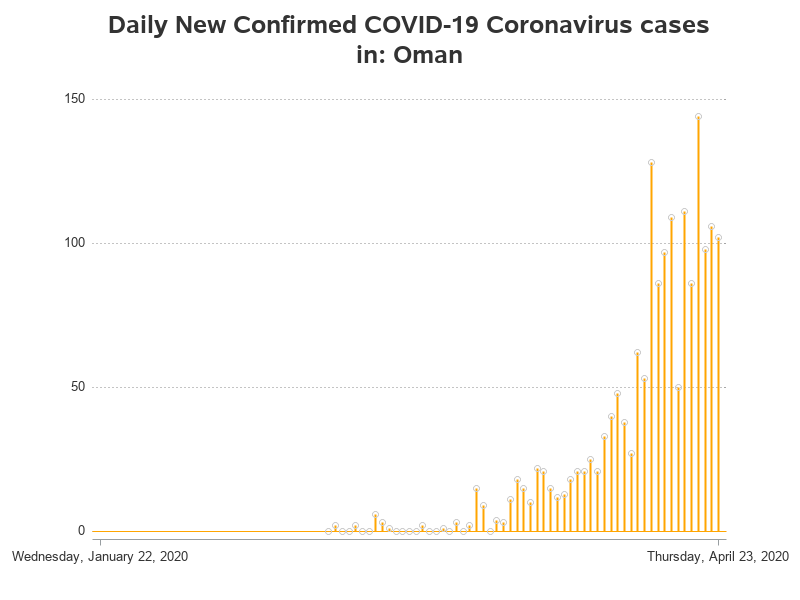 Daily New Confirmed COVID-19 Coronavirus cases
in: Oman
150
100
50
0
Wednesday, January 22, 2020
Thursday, April 23, 2020